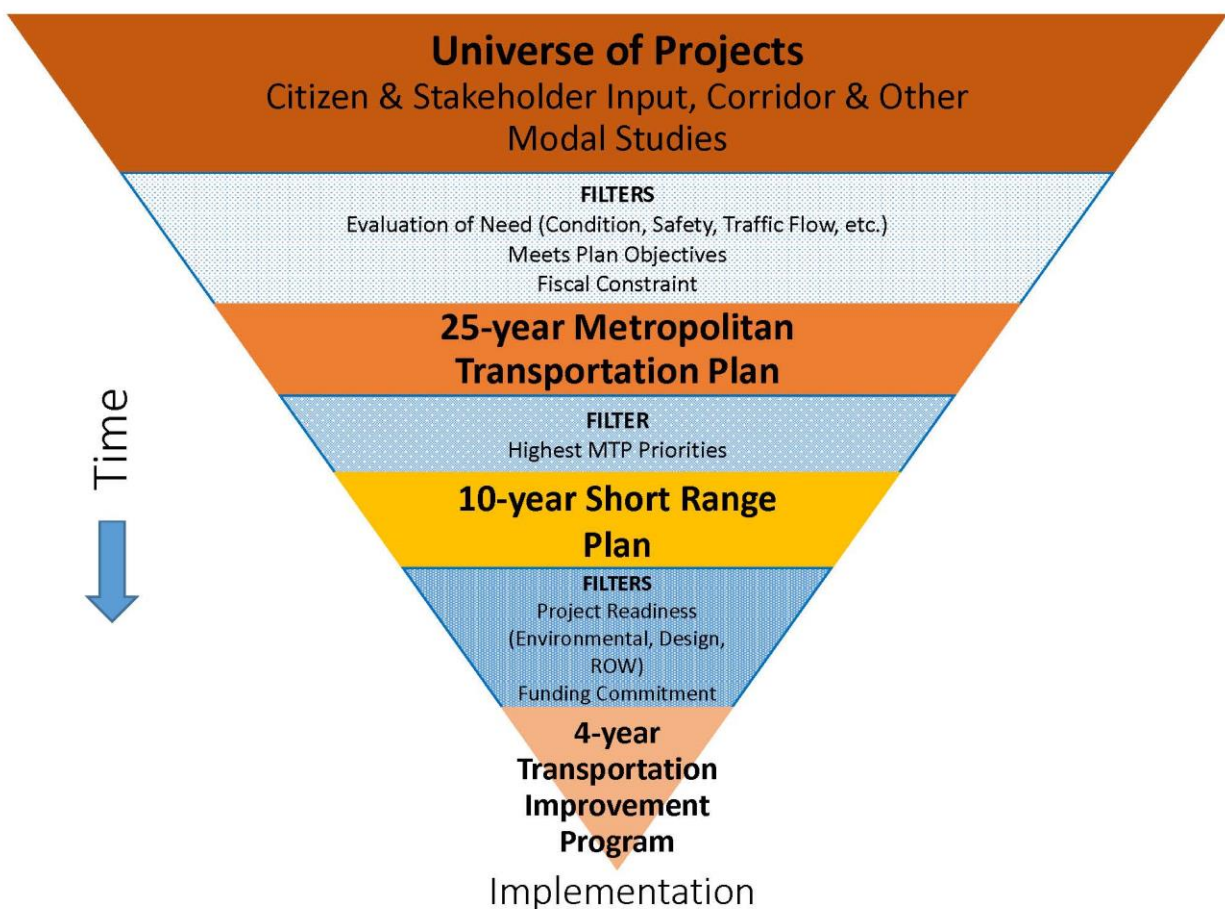 Universe of Projects
Citizen & Stakeholder Input, Corridor & Other
Modal Studies
FILTERS
Evaluation of Need (Condition, Safety, Traffic Flow, etc.)
Meets Plan Objectives
Fiscal Constraint
25-year Metropolitan
Transportation Plan
FILTER
Highest MTP Priorities
10-year Short Range
Plan
FILTERS
Project Readiness
(Environmental, Design,
ROW)
Funding Commitment
4-year
Transportation
Improvement
Program
Implementation
Time